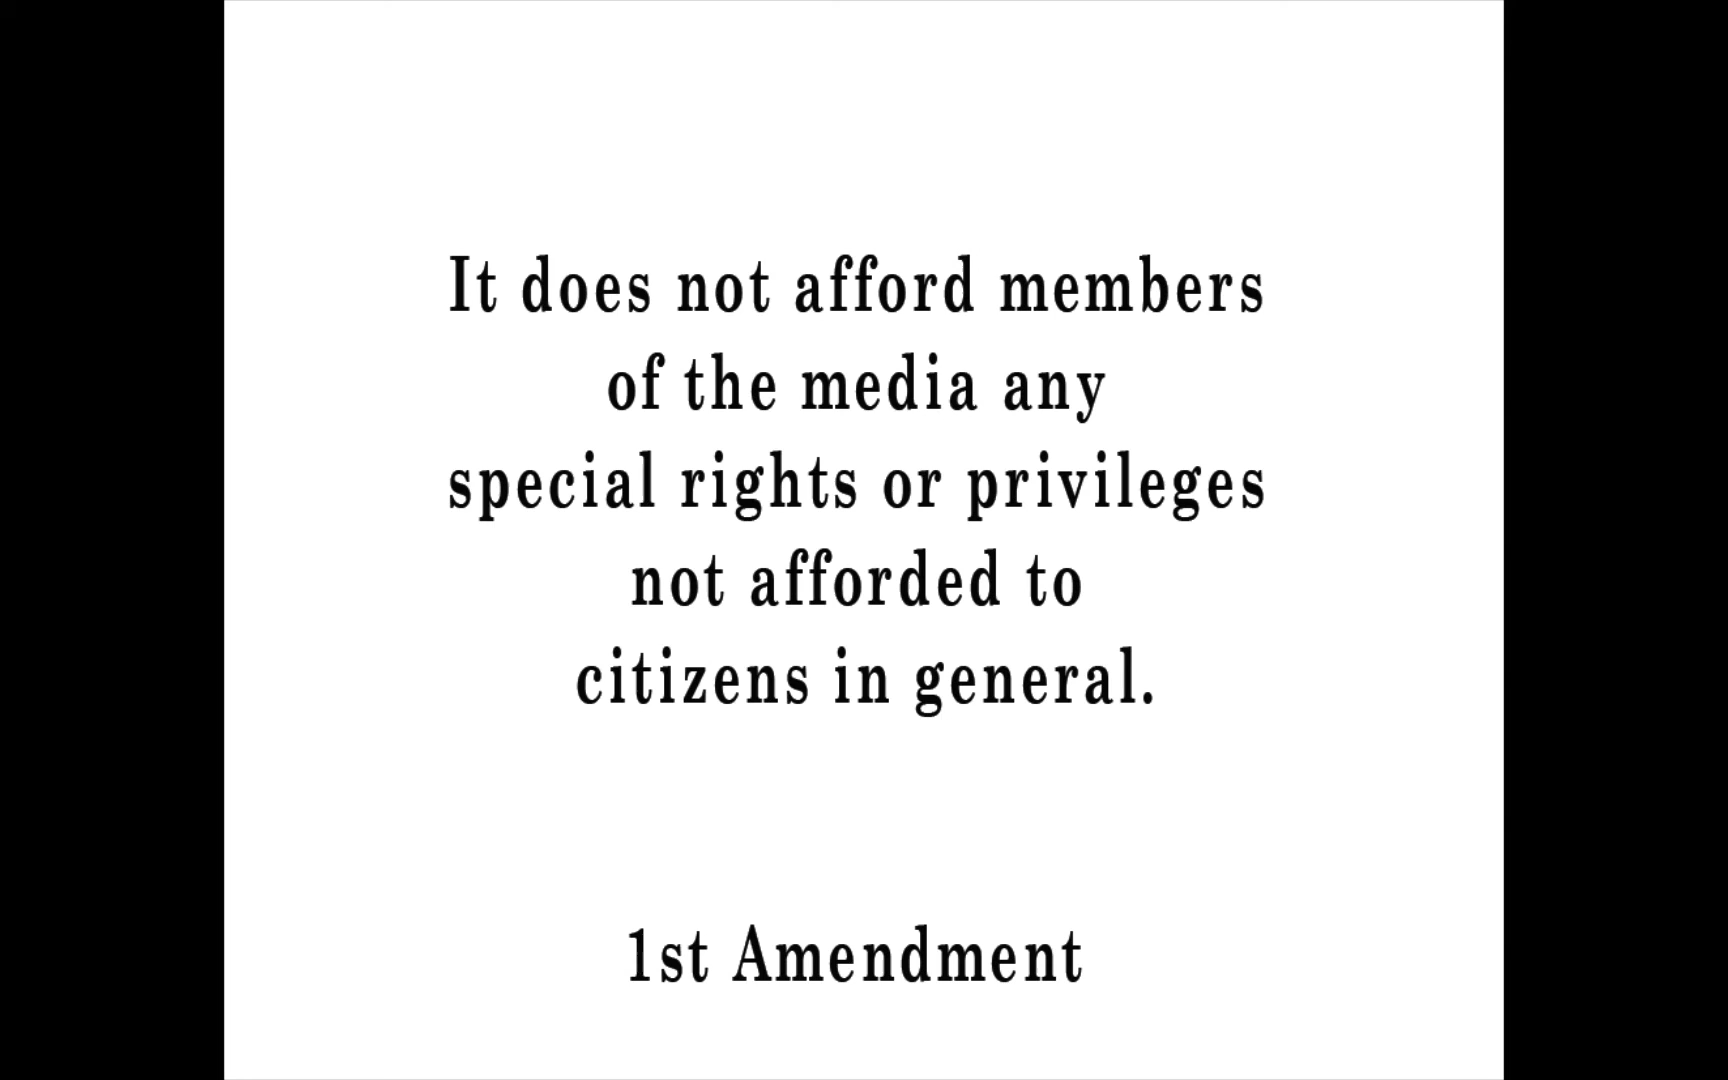 It does not afford members
of the media any
special rights or privileges
not afforded to
citizens in general.
1st Amendment